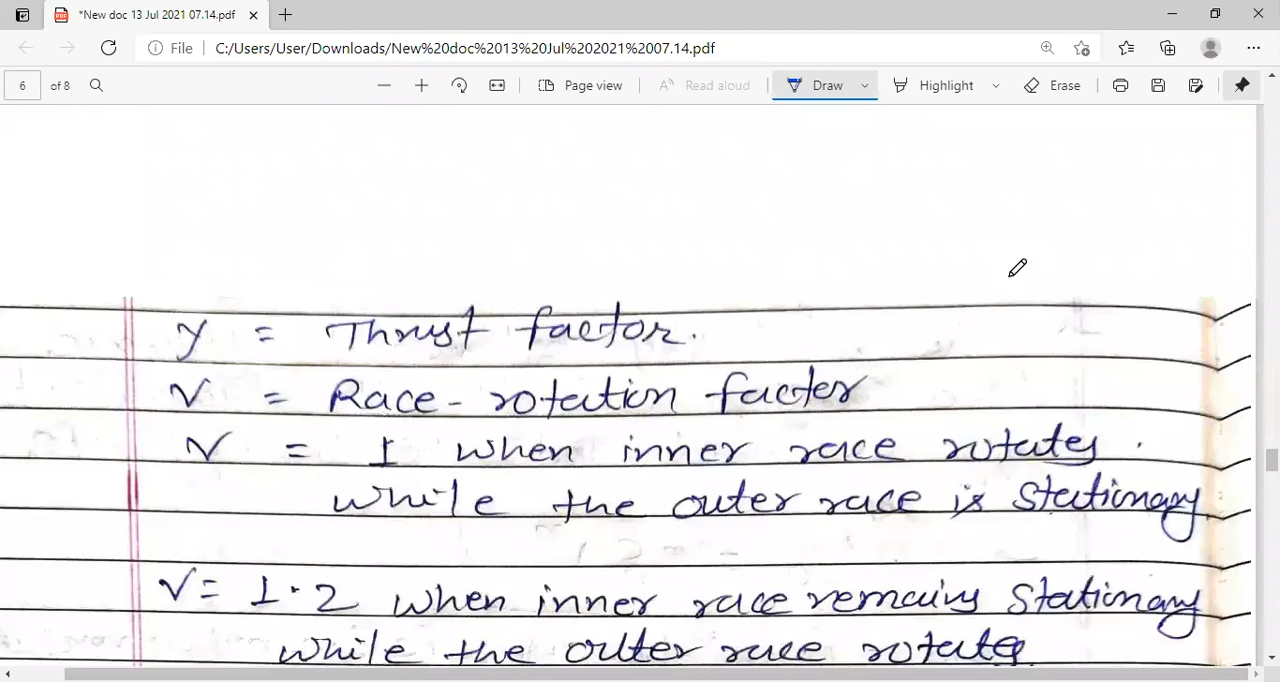 *New doc 13 Jul 2021 07.14.pdf
File C:/Users/User/Downloads/New%20doc%2013%20Jul%202021%2007.14.pdf
6 of 8 Page view Read aloud Draw Highlight Erase
y = Thrust factor.
V = Race-rotation factor
V = 1 when inner race rotates.
while the outer race is stationary.
V = 1.2 when inner race remains stationary
while the outer race rotates